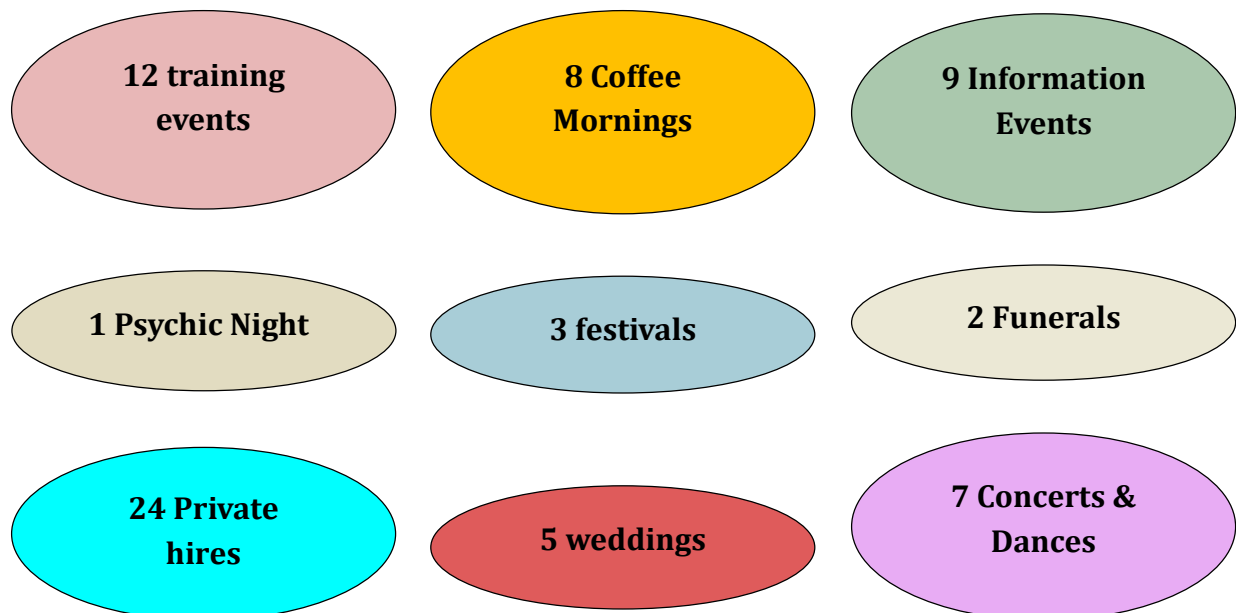 12 training
events
8 Coffee
Mornings
9 Information
Events
1 Psychic Night
3 festivals
2 Funerals
24 Private
hires
5 weddings
7 Concerts &
Dances